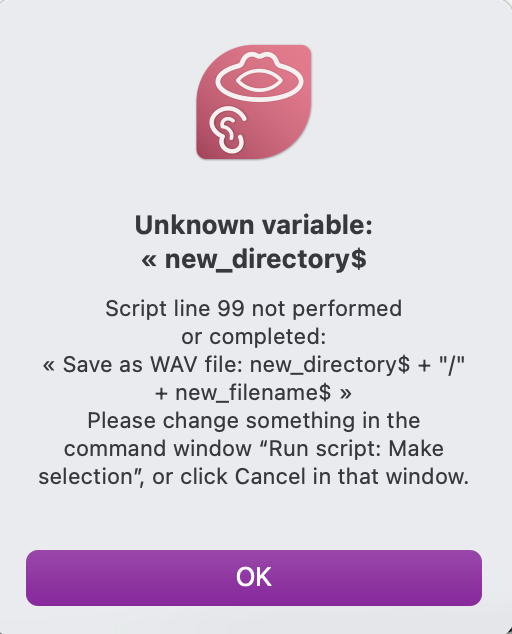 Unknown variable:
« new_directory$
Script line 99 not performed
or completed:
« Save as WAV file: new_directory$ + "/"
+ new_filename$ »
Please change something in the
command window “Run script: Make
selection”, or click Cancel in that window.
OK